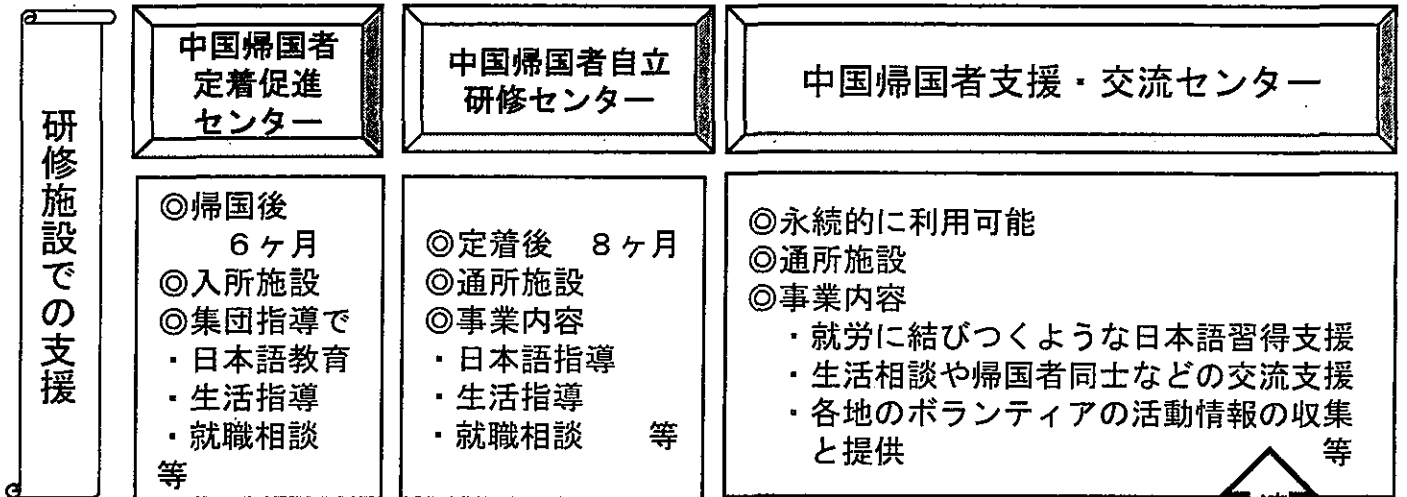 研修施設での支援
中国帰国者
定着促進
センター
中国帰国者自立
研修センター
中国帰国者支援・交流センター
◎帰国後
６ヶ月
◎入所施設
◎集団指導で
・日本語教育
・生活指導
・就職相談
等
◎定着後　８ヶ月
◎通所施設
◎事業内容
・日本語指導
・生活指導
・就職相談　　等
◎永続的に利用可能
◎通所施設
◎事業内容
・就労に結びつくような日本語習得支援
・生活相談や帰国者同士などの交流支援
・各地のボランティアの活動情報の収集
と提供　　等